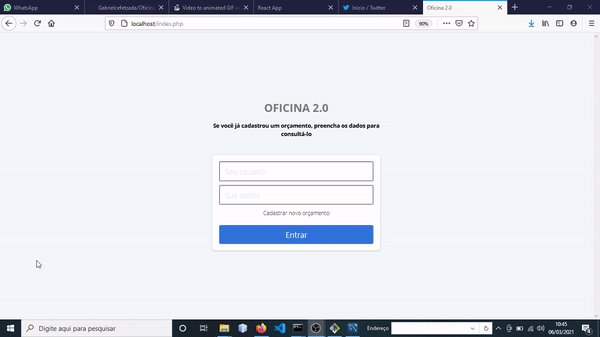 WhatsApp
Gabrielcefetzada/Oficin
Video to animated GIF c
React App
Início / Twitter
Oficina 2.0
localhost/index.php
90%
OFICINA 2.0
Se você já cadastrou um orçamento, preencha os dados para
consultá-lo
Seu usuário
Sua senha
Cadastrar novo orçamento
Entrar
Digite aqui para pesquisar
Endereço
10:45
06/03/2021